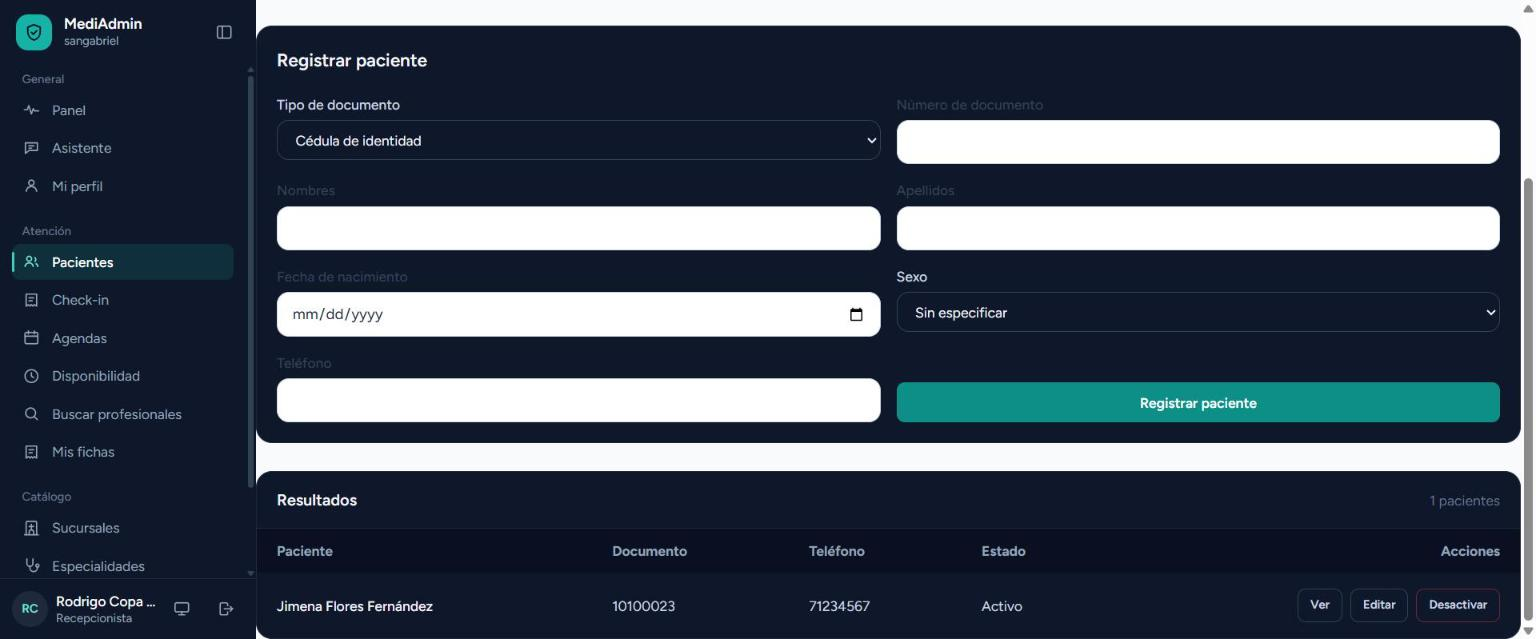 MediAdmin
sangabriel
General
Panel
Asistente
Mi perfil
Atención
Pacientes
Check-in
Agendas
Disponibilidad
Buscar profesionales
Mis fichas
Catálogo
Sucursales
Especialidades
RC
Rodrigo Copa ...
Recepcionista
Registrar paciente
Tipo de documento
Cédula de identidad
Número de documento
Nombres
Apellidos
Fecha de nacimiento
mm/dd/yyyy
Sexo
Sin especificar
Teléfono
Registrar paciente
Resultados
1 pacientes
Paciente Documento Teléfono Estado Acciones
Jimena Flores Fernández 10100023 71234567 Activo Ver Editar Desactivar